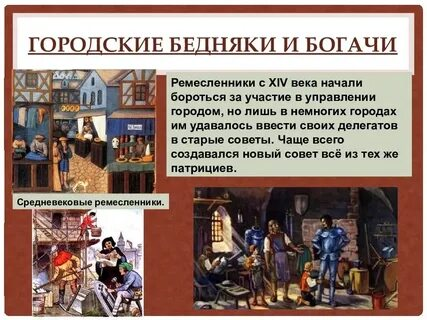 ГОРОДСКИЕ БЕДНЯКИ И БОГАЧИ
Ремесленники с XIV века начали
бороться за участие в управлении
городом, но лишь в немногих городах
им удавалось ввести своих делегатов
в старые советы. Чаще всего
создавался новый совет всё из тех же
патрициев.
Средневековые ремесленники.